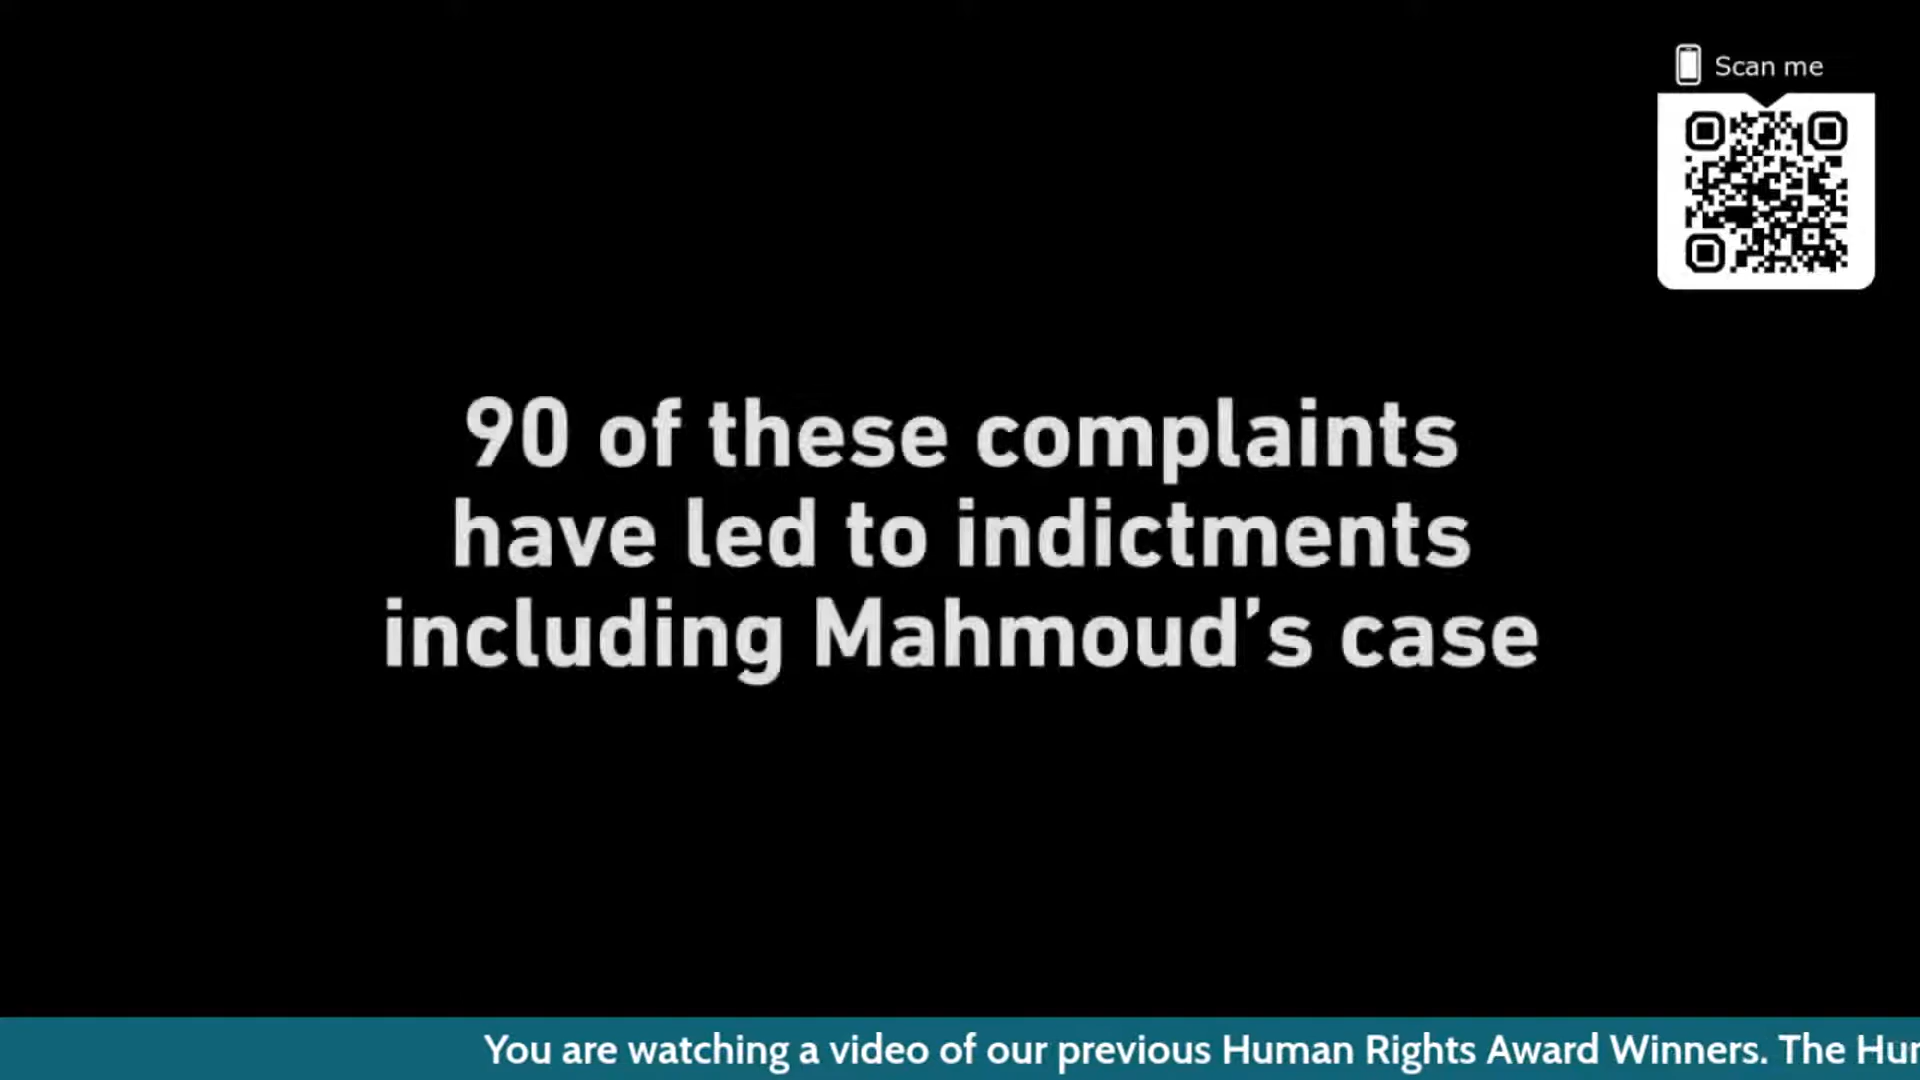 Scan me
90 of these complaints
have led to indictments
including Mahmoud’s case
You are watching a video of our previous Human Rights Award Winners. The